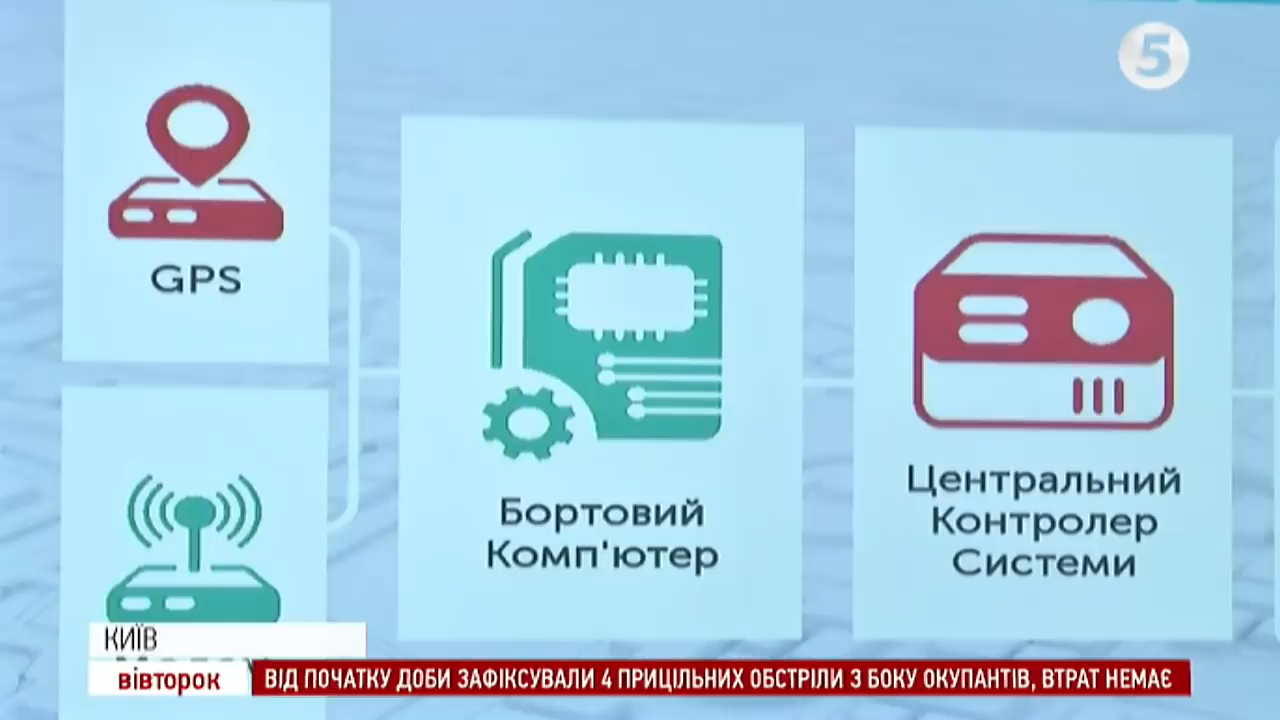 5
GPS
Бортовий
Комп'ютер
Центральний
Контролер
Системи
КИЇВ
вівторок
ВІД ПОЧАТКУ ДОБИ ЗАФІКСУВАЛИ 4 ПРИЦІЛЬНИХ ОБСТРІЛИ З БОКУ ОКУПАНТІВ, ВТРАТ НЕМАЄ